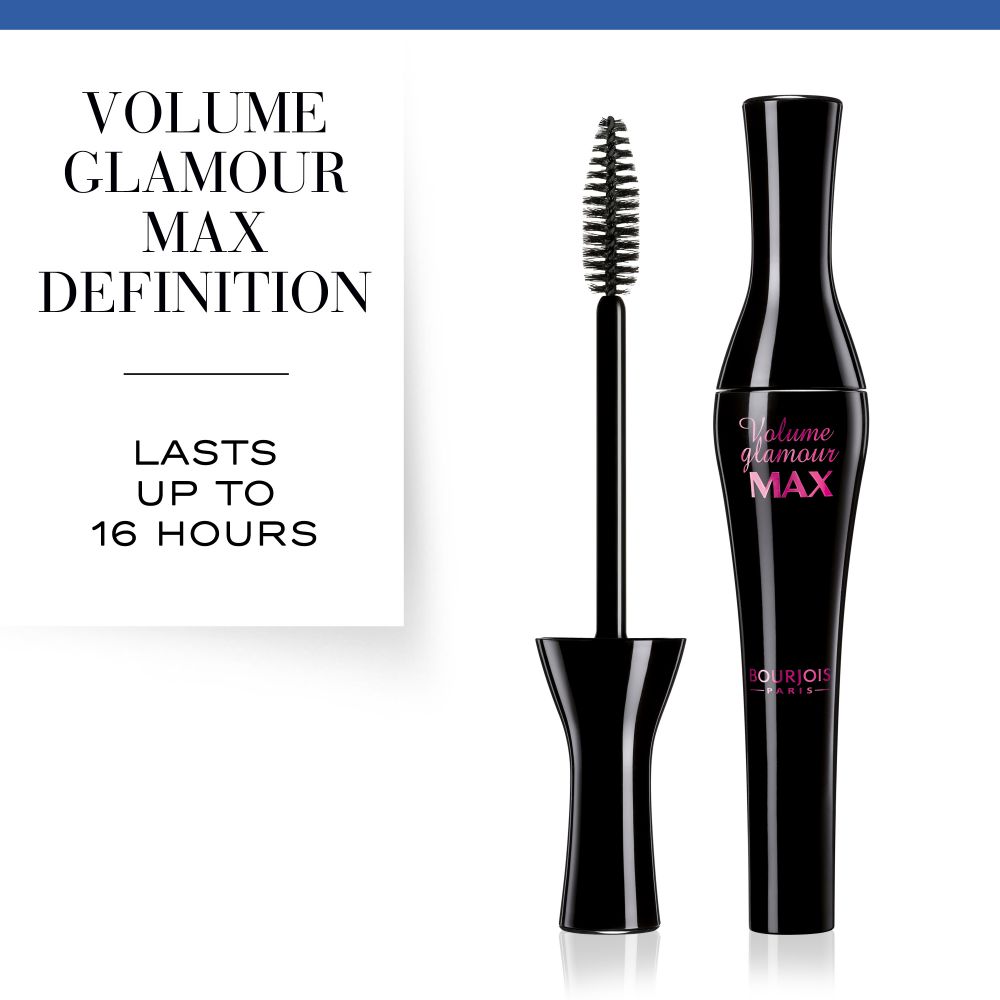 VOLUME
GLAMOUR
MAX
DEFINITION
LASTS
UP TO
16 HOURS
Volume
glamour
MAX
BOURJOIS
PARIS